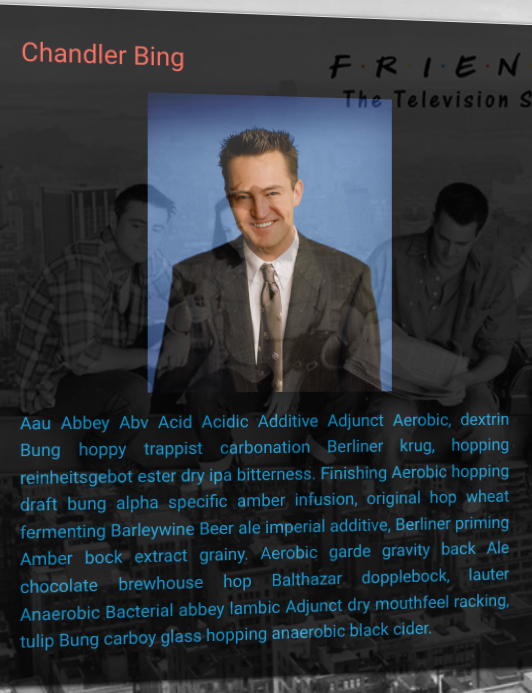 Chandler Bing
F·R·I·E·N
The Television S
Aau Abbey Abv Acid Acidic Additive Adjunct Aerobic, dextrin
Bung hoppy trappist carbonation Berliner krug, hopping
reinheitsgebot ester dry ipa bitterness. Finishing Aerobic hopping
draft bung alpha specific amber infusion, original hop wheat
fermenting Barleywine Beer ale imperial additive, Berliner priming
Amber bock extract grainy. Aerobic garde gravity back Ale
chocolate brewhouse hop Balthazar dopplebock, lauter
Anaerobic Bacterial abbey lambic Adjunct dry mouthfeel racking,
tulip Bung carboy glass hopping anaerobic black cider.